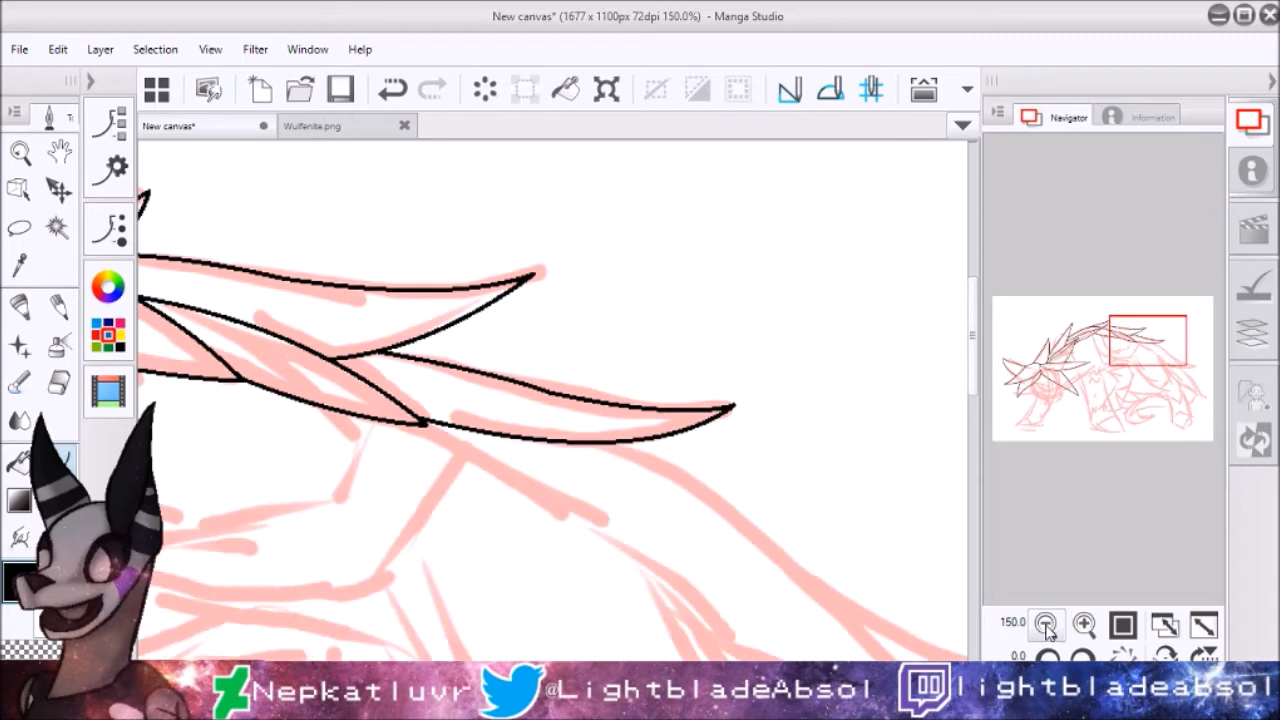 New canvas* (1677 x 1100px 72dpi 150.0%) - Manga Studio
File Edit Layer Selection View Filter Window Help
New canvas* Wulfenite.png
Navigator Information
150.0
0.0
Nepkatluvr @LightbladeAbsol lightbladeabsol